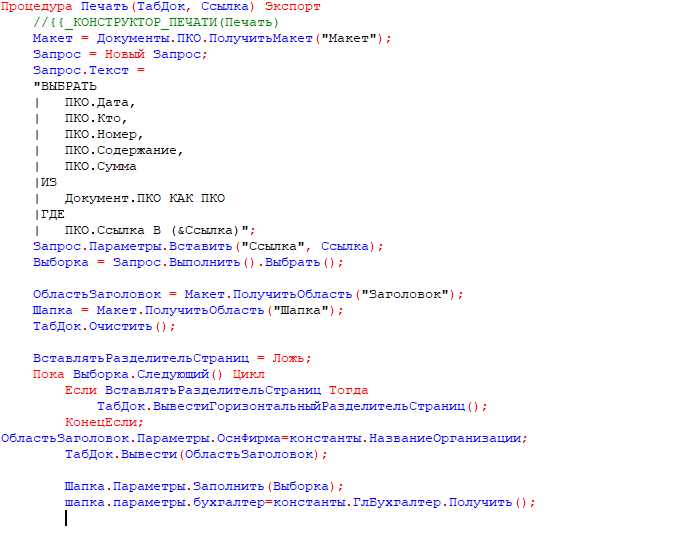 Процедура Печать(ТабДок, Ссылка) Экспорт
//{{_КОНСТРУКТОР_ПЕЧАТИ(Печать)
Макет = Документы.ПКО.ПолучитьМакет("Макет");
Запрос = Новый Запрос;
Запрос.Текст =
"ВЫБРАТЬ
|   ПКО.Дата,
|   ПКО.Кто,
|   ПКО.Номер,
|   ПКО.Содержание,
|   ПКО.Сумма
|ИЗ
|   Документ.ПКО КАК ПКО
|ГДЕ
|   ПКО.Ссылка В (&Ссылка)";
Запрос.Параметры.Вставить("Ссылка", Ссылка);
Выборка = Запрос.Выполнить().Выбрать();
ОбластьЗаголовок = Макет.ПолучитьОбласть("Заголовок");
Шапка = Макет.ПолучитьОбласть("Шапка");
ТабДок.Очистить();
ВставлятьРазделительСтраниц = Ложь;
Пока Выборка.Следующий() Цикл
Если ВставлятьРазделительСтраниц Тогда
ТабДок.ВывестиГоризонтальныйРазделительСтраниц();
КонецЕсли;
ОбластьЗаголовок.Параметры.ОснФирма=константы.НазваниеОрганизации;
ТабДок.Вывести(ОбластьЗаголовок);
Шапка.Параметры.Заполнить(Выборка);
шапка.параметры.бухгалтер=константы.ГлБухгалтер.Получить();